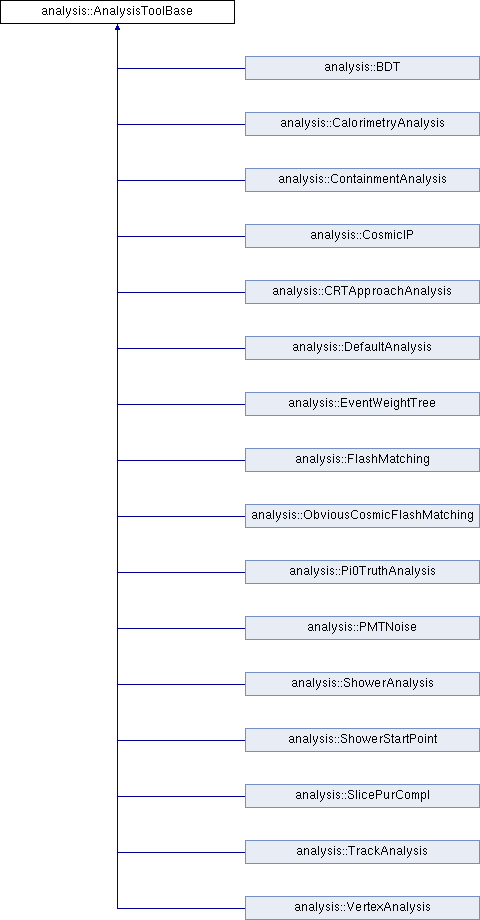 analysis::AnalysisToolBase
analysis::BDT
analysis::CalorimetryAnalysis
analysis::ContainmentAnalysis
analysis::CosmicIP
analysis::CRTApproachAnalysis
analysis::DefaultAnalysis
analysis::EventWeightTree
analysis::FlashMatching
analysis::ObviousCosmicFlashMatching
analysis::Pi0TruthAnalysis
analysis::PMTNoise
analysis::ShowerAnalysis
analysis::ShowerStartPoint
analysis::SlicePurCompl
analysis::TrackAnalysis
analysis::VertexAnalysis